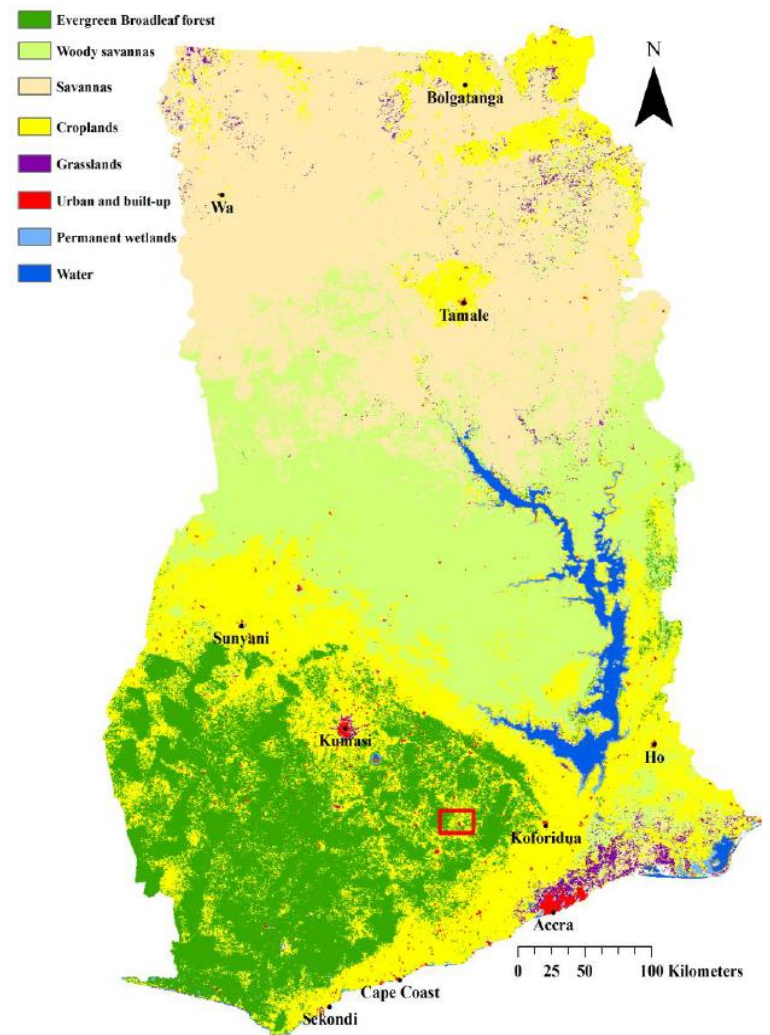 Evergreen Broadleaf forest
Woody savannas
Savannas
Croplands
Grasslands
Urban and built-up
Permanent wetlands
Water
N
Bolgatanga
Wa
Tamale
Sunyani
Kumasi
Ho
Koforidua
Accra
0 25 50 100 Kilometers
Cape Coast
Sekondi